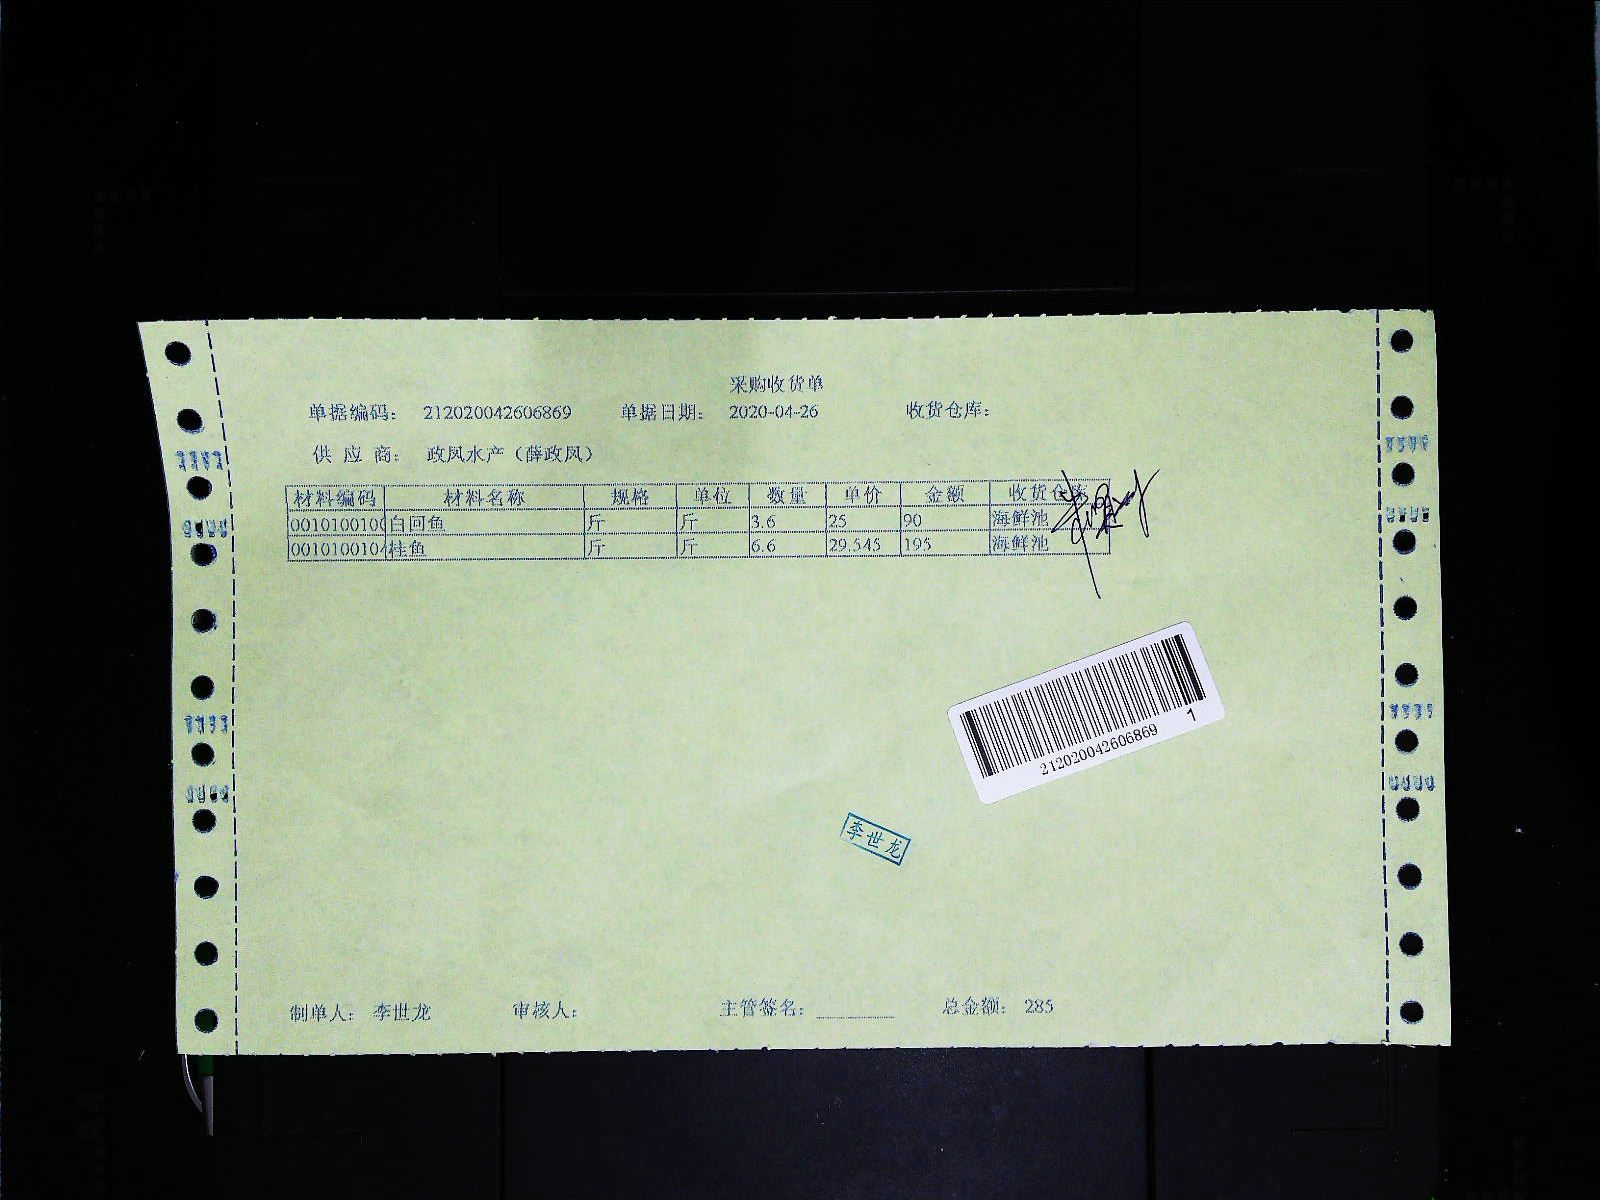 采购收货单
单据编码： 212020042606869 单据日期： 2020-04-26 收货仓库：
供 应 商： 政凤水产（薛政凤）
材料编码 材料名称 规格 单位 数量 单价 金额 收货仓库
001010010 白回鱼 斤 斤 3.6 25 90 海鲜池
0010100104 桂鱼 斤 斤 6.6 29.545 195 海鲜池
212020042606869 1
李世龙
制单人： 李世龙 审核人： 主管签名： 总金额： 285